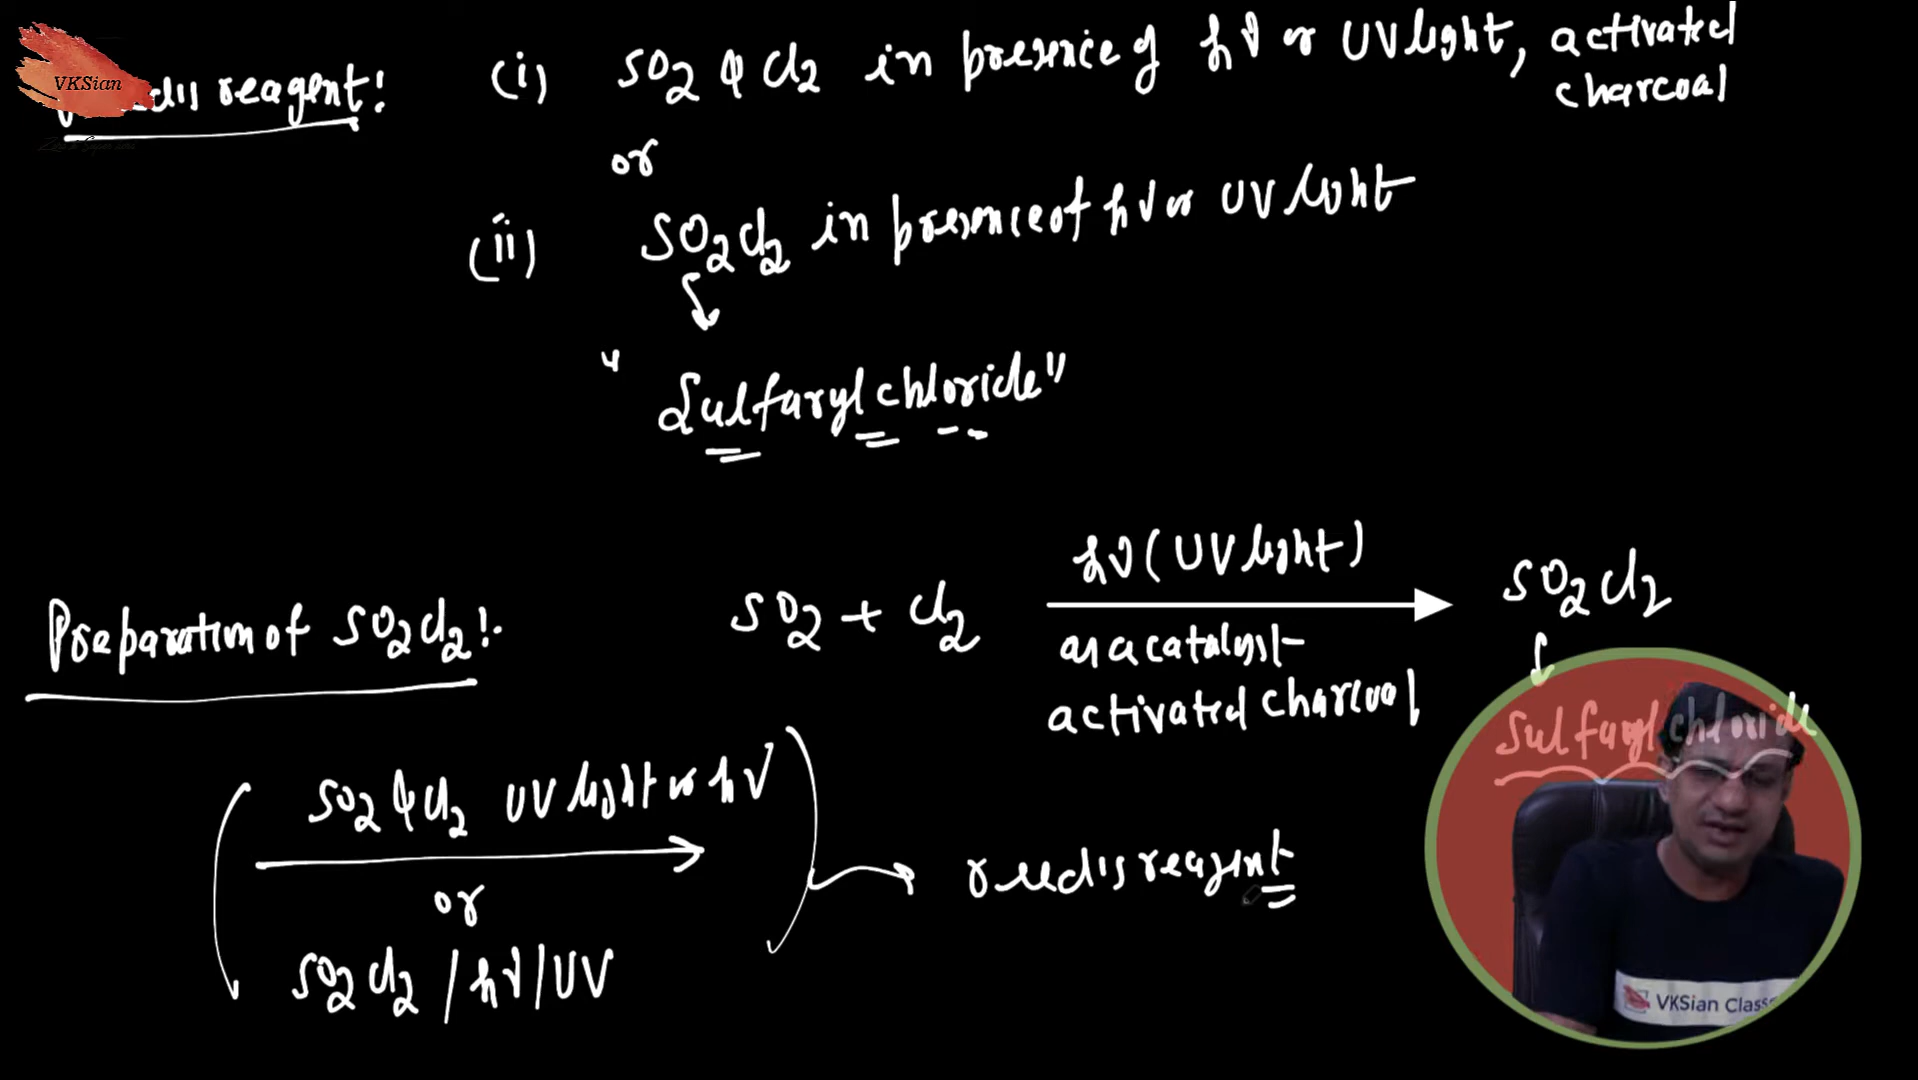 VKSian
reagent! (i) SO2 & Cl2 in presence of hν or UV light, activated
charcoal
or
(ii) SO2Cl2 in presence of hν or UV light
"Sulfuryl chloride"
hν (UV light)
Preparation of SO2Cl2:- SO2 + Cl2 SO2Cl2
as a catalyst
activated charcoal
Sulfuryl chloride
SO2 & Cl2 UV light or hν
reedis reagent
or
SO2Cl2 / hν / UV
VKSian